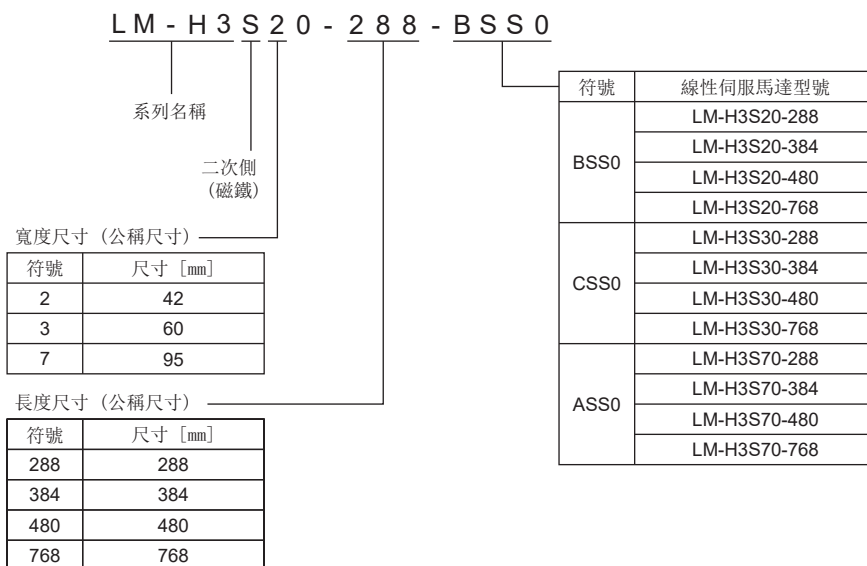 LM-H3S20-288-BSS0
系列名稱
二次側
(磁鐵)
寬度尺寸 (公稱尺寸)
符號 尺寸 [mm]
2 42
3 60
7 95
長度尺寸 (公稱尺寸)
符號 尺寸 [mm]
288 288
384 384
480 480
768 768
符號 線性伺服馬達型號
BSS0 LM-H3S20-288
LM-H3S20-384
LM-H3S20-480
LM-H3S20-768
CSS0 LM-H3S30-288
LM-H3S30-384
LM-H3S30-480
LM-H3S30-768
ASS0 LM-H3S70-288
LM-H3S70-384
LM-H3S70-480
LM-H3S70-768